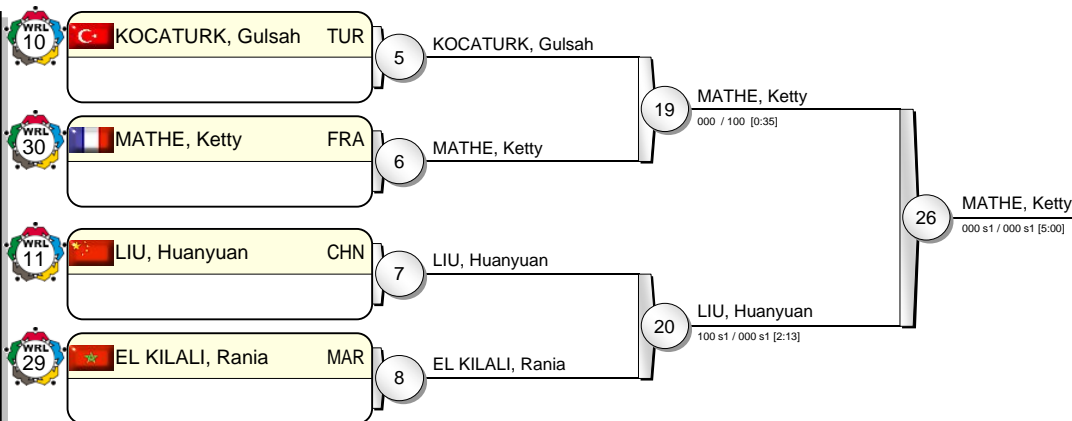 WRL
10
KOCATURK, Gulsah TUR
5
KOCATURK, Gulsah
19
MATHE, Ketty
000 / 100 [0:35]
WRL
30
MATHE, Ketty FRA
6
MATHE, Ketty
26
MATHE, Ketty
000 s1 / 000 s1 [5:00]
WRL
11
LIU, Huanyuan CHN
7
LIU, Huanyuan
20
LIU, Huanyuan
100 s1 / 000 s1 [2:13]
WRL
29
EL KILALI, Rania MAR
8
EL KILALI, Rania